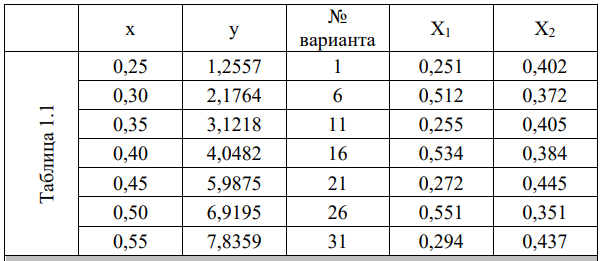 x y № варианта X₁ X₂
Таблица 1.1
0,25 1,2557 1 0,251 0,402
0,30 2,1764 6 0,512 0,372
0,35 3,1218 11 0,255 0,405
0,40 4,0482 16 0,534 0,384
0,45 5,9875 21 0,272 0,445
0,50 6,9195 26 0,551 0,351
0,55 7,8359 31 0,294 0,437